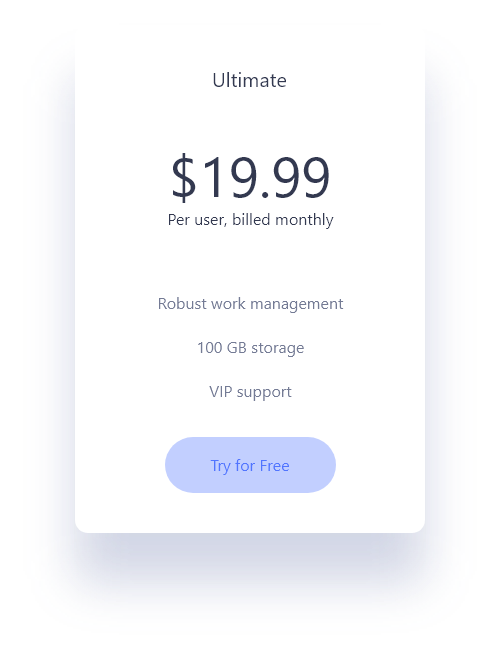 Ultimate
$19.99
Per user, billed monthly
Robust work management
100 GB storage
VIP support
Try for Free